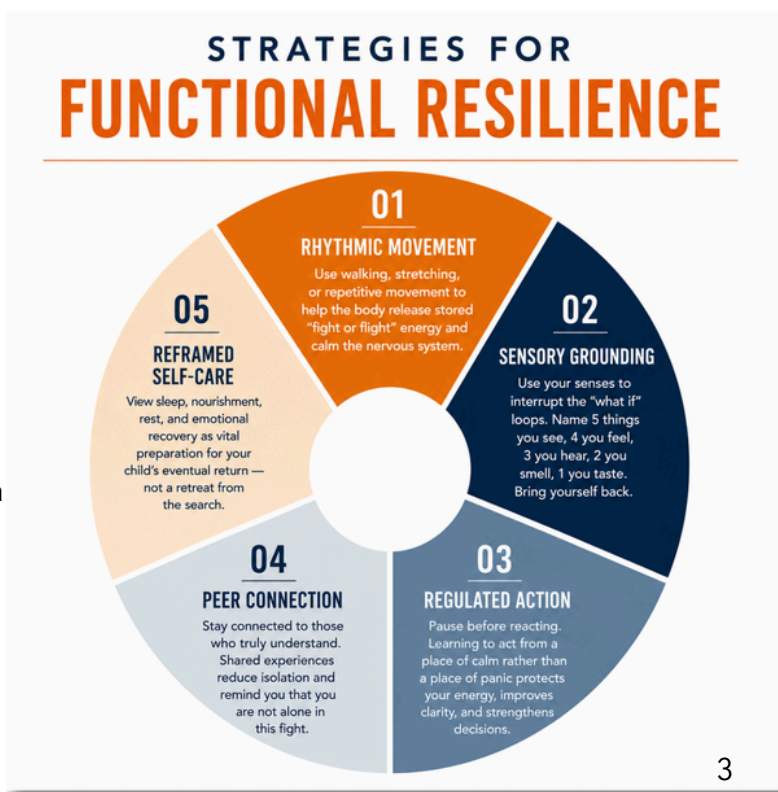 STRATEGIES FOR
FUNCTIONAL RESILIENCE
01
RHYTHMIC MOVEMENT
Use walking, stretching,
or repetitive movement to
help the body release stored
"fight or flight" energy and
calm the nervous system.
02
SENSORY GROUNDING
Use your senses to
interrupt the "what if"
loops. Name 5 things
you see, 4 you feel,
3 you hear, 2 you
smell, 1 you taste.
Bring yourself back.
03
REGULATED ACTION
Pause before reacting.
Learning to act from a
place of calm rather than
a place of panic protects
your energy, improves
clarity, and strengthens
decisions.
04
PEER CONNECTION
Stay connected to those
who truly understand.
Shared experiences
reduce isolation and
remind you that you
are not alone in
this fight.
05
REFRAMED
SELF-CARE
View sleep, nourishment,
rest, and emotional
recovery as vital
preparation for your
child's eventual return —
not a retreat from
the search.
3